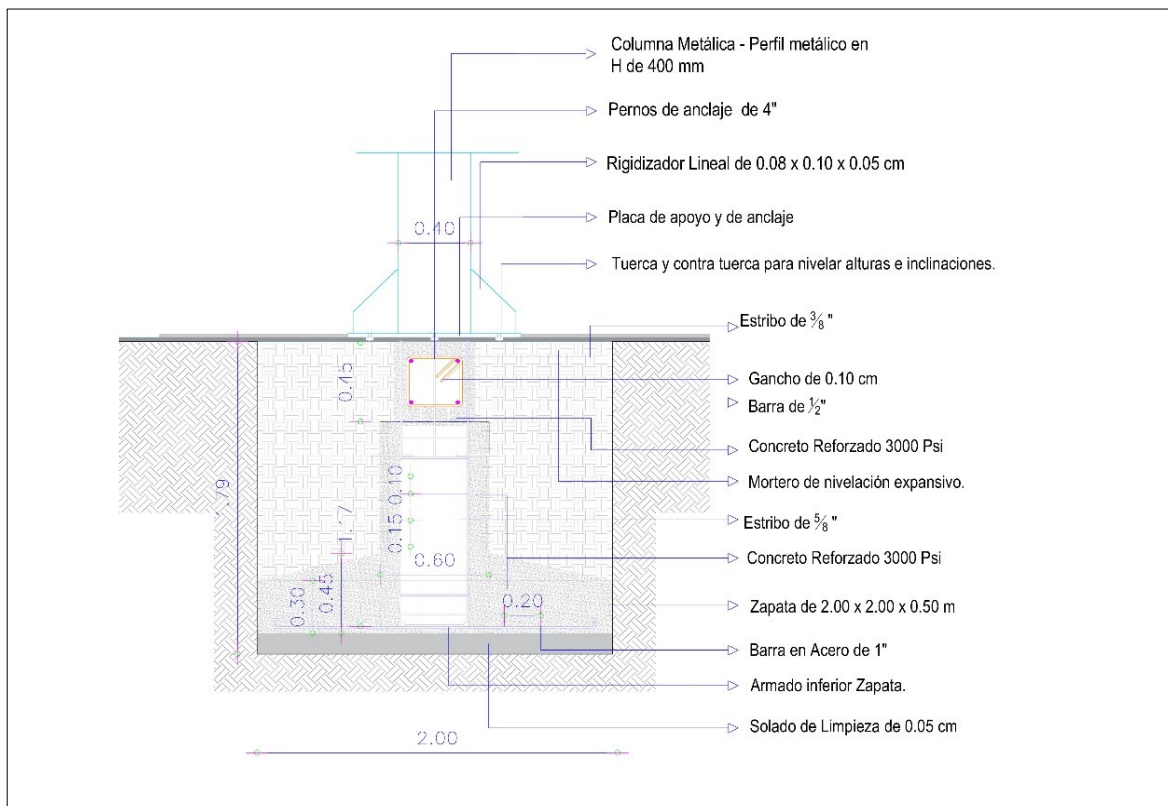 Columna Metálica - Perfil metálico en
H de 400 mm
Pernos de anclaje de 4"
Rigidizador Lineal de 0.08 x 0.10 x 0.05 cm
Placa de apoyo y de anclaje
0.40
Tuerca y contra tuerca para nivelar alturas e inclinaciones.
Estribo de ⅜ "
Gancho de 0.10 cm
0.45
Barra de ½"
Concreto Reforzado 3000 Psi
Mortero de nivelación expansivo.
0.10
Estribo de ⅝ "
0.15
Concreto Reforzado 3000 Psi
0.60
0.30
0.45
0.20
Zapata de 2.00 x 2.00 x 0.50 m
Barra en Acero de 1"
Armado inferior Zapata.
Solado de Limpieza de 0.05 cm
2.00